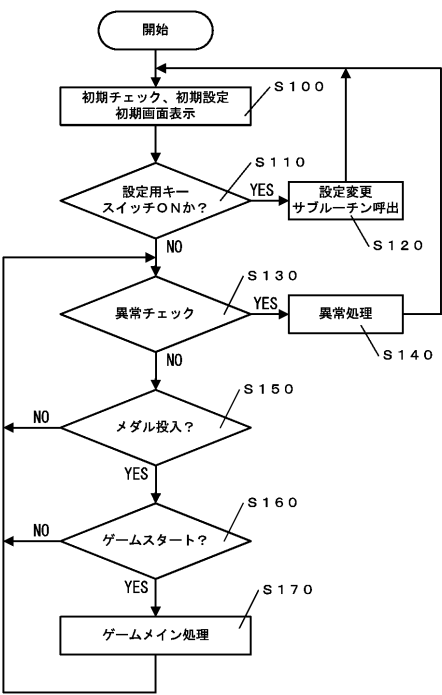 開始
S100
初期チェック、初期設定
初期画面表示
S110
設定用キー
スイッチONか?
YES
設定変更
サブルーチン呼出
S120
NO
S130
異常チェック
YES
異常処理
S140
NO
S150
メダル投入?
NO
YES
S160
ゲームスタート?
NO
YES
S170
ゲームメイン処理